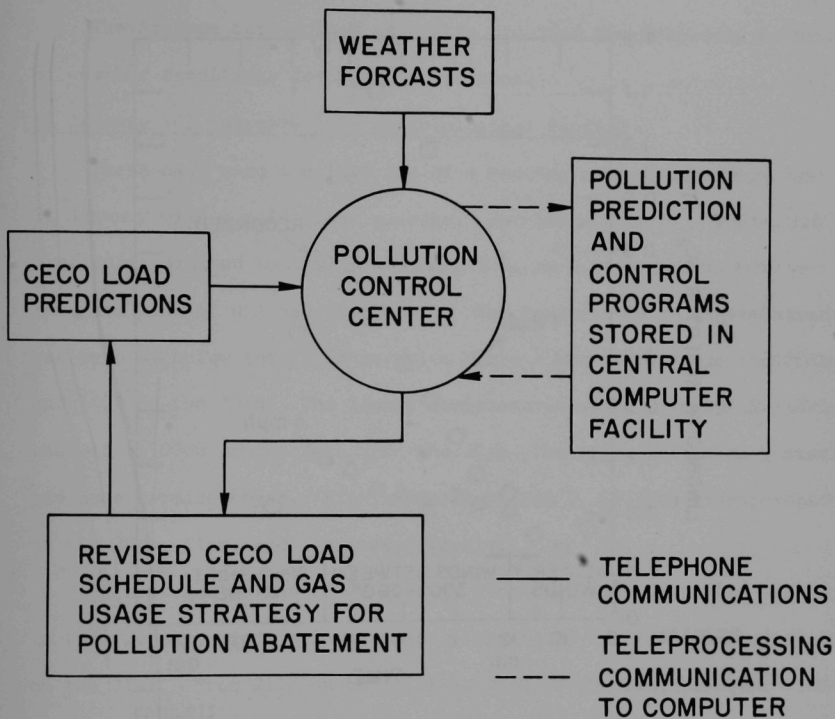 WEATHER
FORCASTS
POLLUTION
PREDICTION
AND
CONTROL
PROGRAMS
STORED IN
CENTRAL
COMPUTER
FACILITY
POLLUTION
CONTROL
CENTER
CECO LOAD
PREDICTIONS
REVISED CECO LOAD
SCHEDULE AND GAS
USAGE STRATEGY FOR
POLLUTION ABATEMENT
TELEPHONE
COMMUNICATIONS
TELEPROCESSING
COMMUNICATION
TO COMPUTER